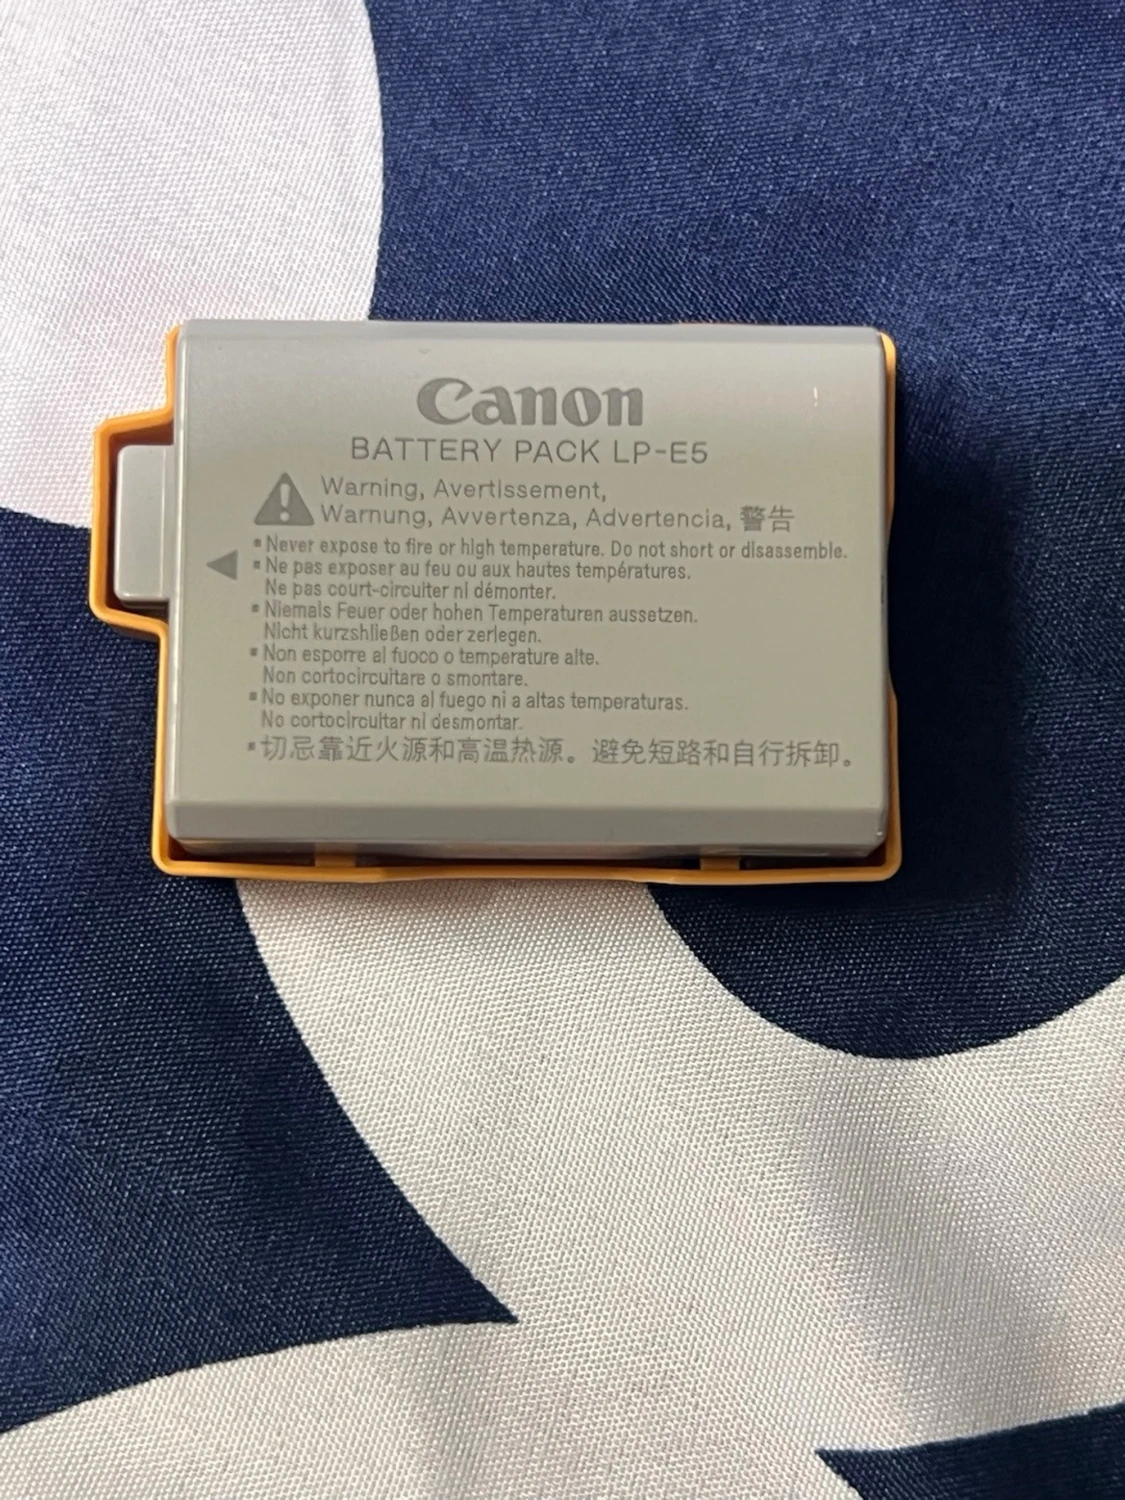 Canon
BATTERY PACK LP-E5
Warning, Avertissement,
Warnung, Avvertenza, Advertencia, 警告
▪ Never expose to fire or high temperature. Do not short or disassemble.
▪ Ne pas exposer au feu ou aux hautes températures.
Ne pas court-circuiter ni démonter.
▪ Niemals Feuer oder hohen Temperaturen aussetzen.
Nicht kurzshließen oder zerlegen.
▪ Non esporre al fuoco o temperature alte.
Non cortocircuitare o smontare.
▪ No exponer nunca al fuego ni a altas temperaturas.
No cortocircuitar ni desmontar.
▪ 切忌靠近火源和高温热源。避免短路和自行拆卸。